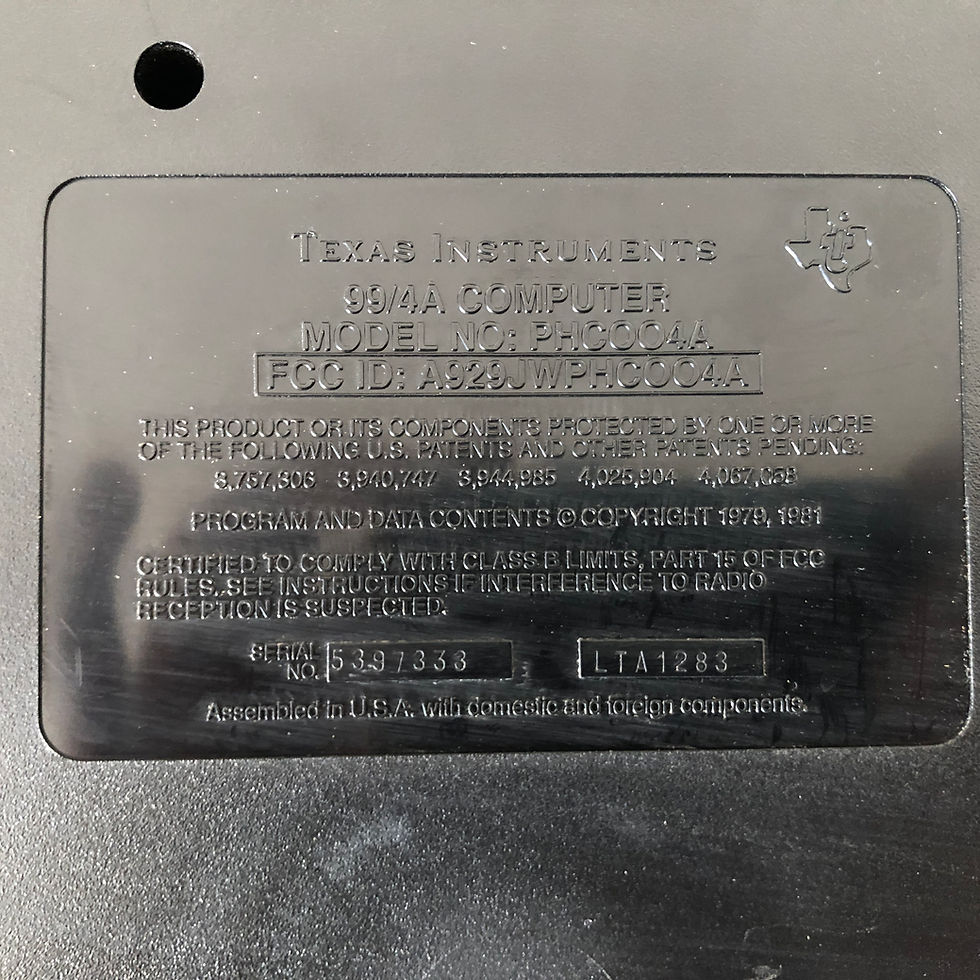 TEXAS INSTRUMENTS
99/4A COMPUTER
MODEL NO: PHC004A
FCC ID: A929JWPHC004A
THIS PRODUCT OR ITS COMPONENTS PROTECTED BY ONE OR MORE
OF THE FOLLOWING U.S. PATENTS AND OTHER PATENTS PENDING:
3,757,306 3,940,747 3,944,985 4,025,904 4,067,058
PROGRAM AND DATA CONTENTS © COPYRIGHT 1979, 1981
CERTIFIED TO COMPLY WITH CLASS B LIMITS, PART 15 OF FCC
RULES. SEE INSTRUCTIONS IF INTERFERENCE TO RADIO
RECEPTION IS SUSPECTED.
SERIAL NO. 5397333 LTA1283
Assembled in U.S.A. with domestic and foreign components.